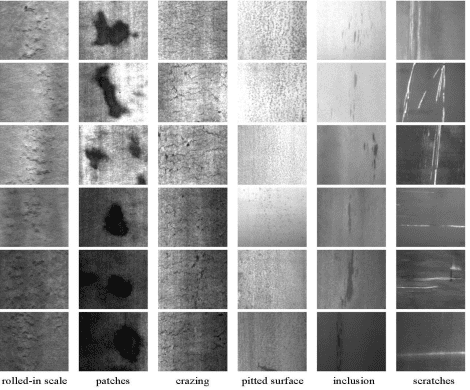 rolled-in scale patches crazing pitted surface inclusion scratches